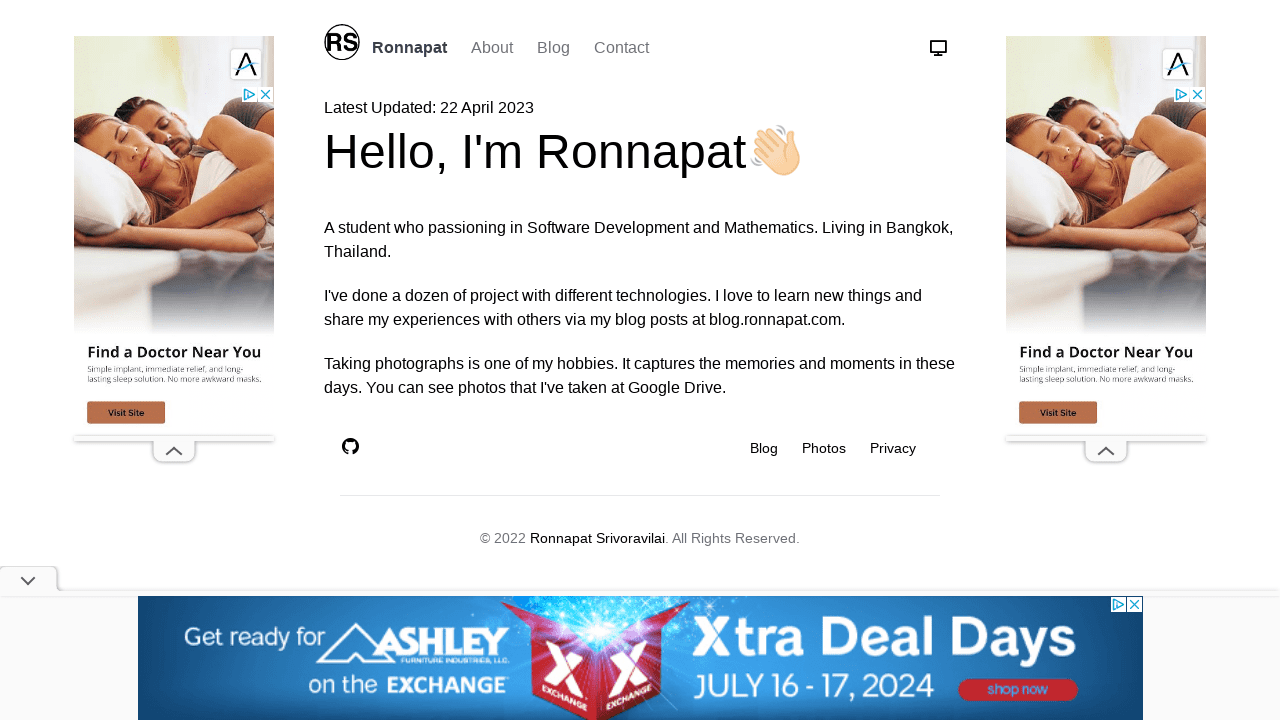 RS
Ronnapat About Blog Contact
Latest Updated: 22 April 2023
Hello, I'm Ronnapat
A student who passioning in Software Development and Mathematics. Living in Bangkok,
Thailand.
I've done a dozen of project with different technologies. I love to learn new things and
share my experiences with others via my blog posts at blog.ronnapat.com.
Taking photographs is one of my hobbies. It captures the memories and moments in these
days. You can see photos that I've taken at Google Drive.
Blog Photos Privacy
© 2022 Ronnapat Srivoravilai. All Rights Reserved.
Find a Doctor Near You
Simple implant, immediate relief, and long-
lasting sleep solution. No more awkward masks.
Visit Site
Find a Doctor Near You
Simple implant, immediate relief, and long-
lasting sleep solution. No more awkward masks.
Visit Site
Get ready for ASHLEY
FURNITURE INDUSTRIES, LLC.
on the EXCHANGE
X X
EXCHANGE EXCHANGE
Xtra Deal Days
JULY 16 - 17, 2024 shop now